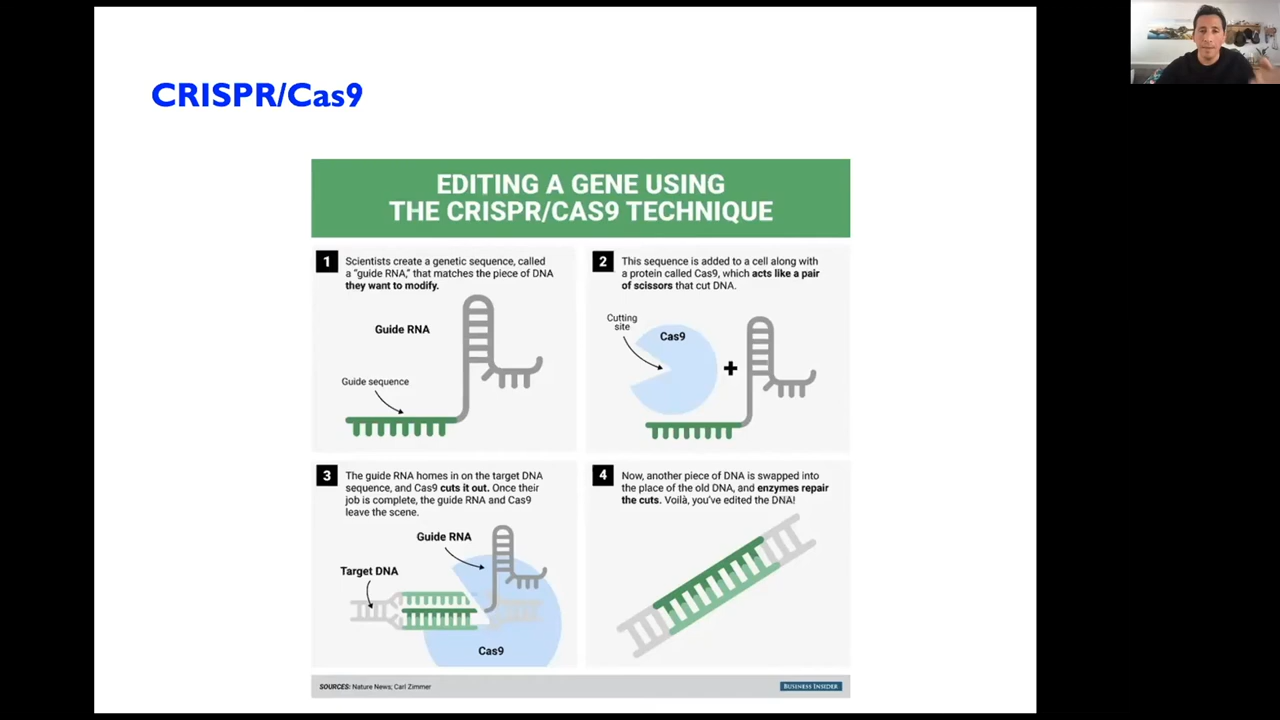 CRISPR/Cas9
EDITING A GENE USING
THE CRISPR/CAS9 TECHNIQUE
1
Scientists create a genetic sequence, called
a "guide RNA," that matches the piece of DNA
they want to modify.
Guide RNA
Guide sequence
2
This sequence is added to a cell along with
a protein called Cas9, which acts like a pair
of scissors that cut DNA.
Cutting
site
Cas9
+
3
The guide RNA homes in on the target DNA
sequence, and Cas9 cuts it out. Once their
job is complete, the guide RNA and Cas9
leave the scene.
Guide RNA
Target DNA
Cas9
4
Now, another piece of DNA is swapped into
the place of the old DNA, and enzymes repair
the cuts. Voilà, you've edited the DNA!
SOURCES: Nature News; Carl Zimmer
BUSINESS INSIDER